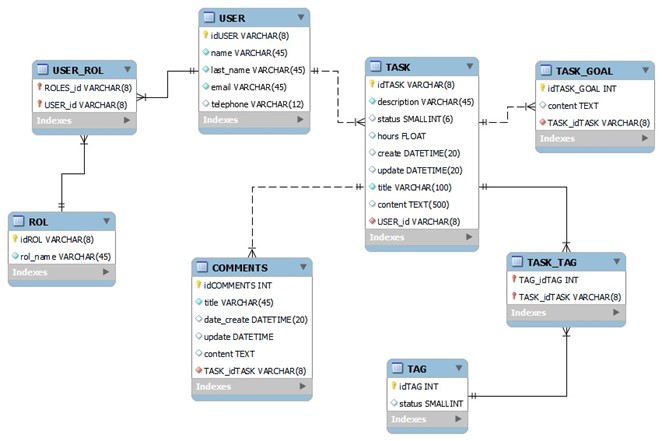 USER
idUSER VARCHAR(8)
name VARCHAR(45)
last_name VARCHAR(45)
email VARCHAR(45)
telephone VARCHAR(12)
Indexes
USER_ROL
ROLES_id VARCHAR(8)
USER_id VARCHAR(8)
Indexes
TASK
idTASK VARCHAR(8)
description VARCHAR(45)
status SMALLINT(6)
hours FLOAT
create DATETIME(20)
update DATETIME(20)
title VARCHAR(100)
content TEXT(500)
USER_id VARCHAR(8)
Indexes
TASK_GOAL
idTASK_GOAL INT
content TEXT
TASK_idTASK VARCHAR(8)
Indexes
ROL
idROL VARCHAR(8)
rol_name VARCHAR(45)
Indexes
COMMENTS
idCOMMENTS INT
title VARCHAR(45)
date_create DATETIME(20)
update DATETIME
content TEXT
TASK_idTASK VARCHAR(8)
Indexes
TASK_TAG
TAG_idTAG INT
TASK_idTASK VARCHAR(8)
Indexes
TAG
idTAG INT
status SMALLINT
Indexes